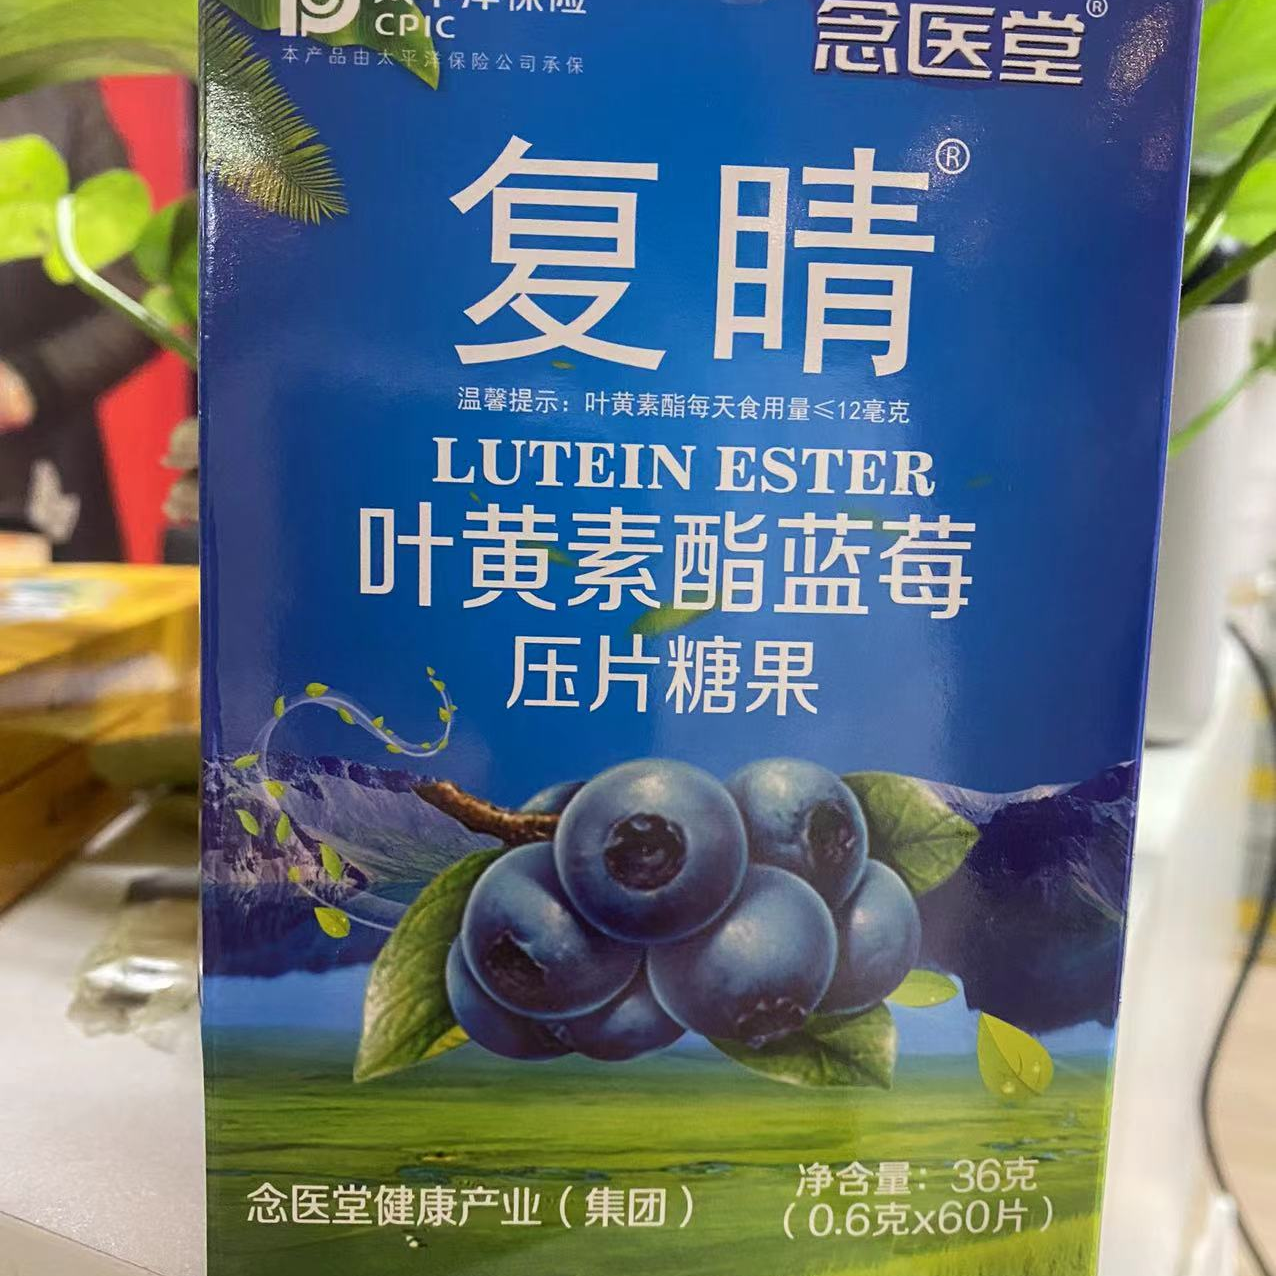 CPIC
本产品由太平洋保险公司承保
念医堂®
复睛®
温馨提示：叶黄素酯每天食用量≤12毫克
LUTEIN ESTER
叶黄素酯蓝莓
压片糖果
念医堂健康产业（集团）
净含量：36克
（0.6克x60片）